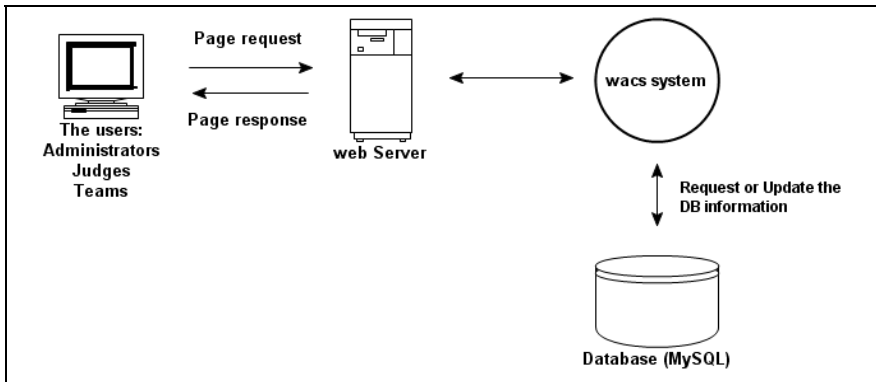 Page request
Page response
The users:
Administrators
Judges
Teams
web Server
wacs system
Request or Update the
DB information
Database (MySQL)